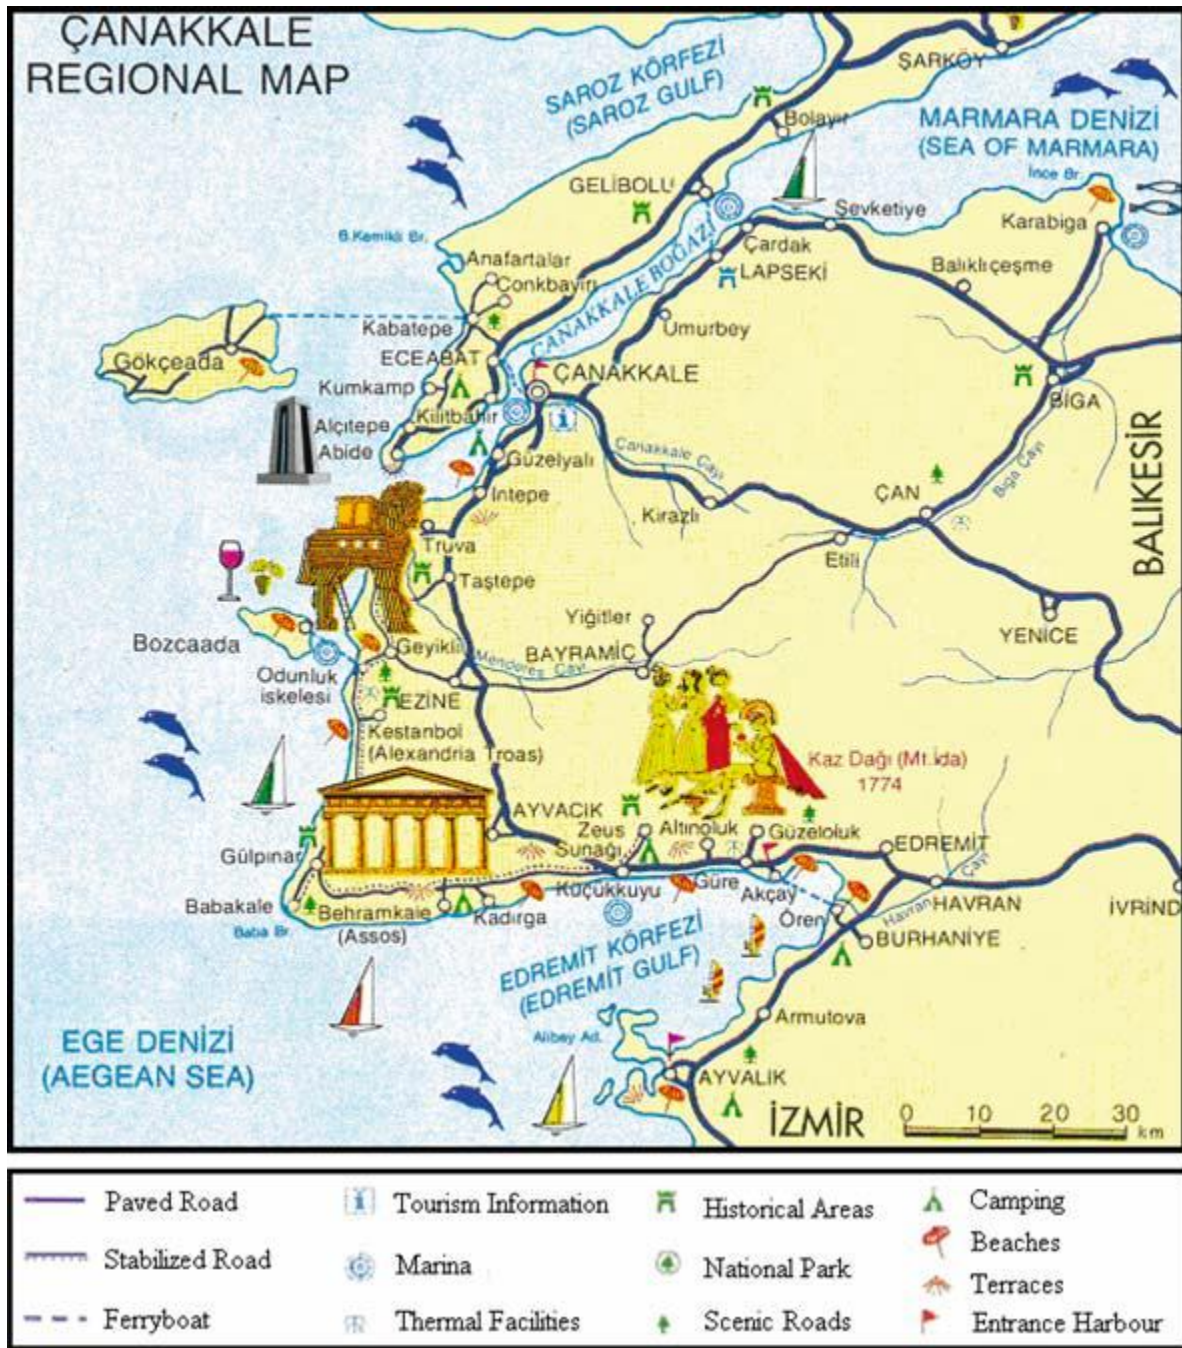 ÇANAKKALE
REGIONAL MAP
SAROZ KÖRFEZİ
(SAROZ GULF)
ŞARKÖY
MARMARA DENİZİ
(SEA OF MARMARA)
İnce Br.
Bolayır
GELİBOLU
Şevketiye
Karabiga
Çardak
LAPSEKİ
Balıklıçeşme
B.Kemikli Br.
Anafartalar
Conkbayırı
ÇANAKKALE BOĞAZI
Umurbey
Kabatepe
ECEABAT
Gökçeada
ÇANAKKALE
Kumkamp
BİGA
Kilitbahir
Alçıtepe
Abide
Güzelyalı
Çanakkale Çayı
Biga Çayı
BALIKESİR
İntepe
Kirazlı
ÇAN
Truva
Etili
Taştepe
Yiğitler
YENİCE
Bozcaada
Geyikli
Menderes Çayı
BAYRAMİÇ
Odunluk
iskelesi
EZİNE
Kestanbol
(Alexandria Troas)
Kaz Dağı (Mt.İda)
1774
AYVACIK
Zeus
Sunağı
Altınoluk
Güzeloluk
EDREMİT
Gülpınar
Küçükkuyu
Güre
Akçay
Havran Çayı
HAVRAN
İVRİND
Babakale
Baba Br.
Behramkale
(Assos)
Kadırga
Ören
BURHANİYE
EDREMİT KÖRFEZİ
(EDREMİT GULF)
Armutova
EGE DENİZİ
(AEGEAN SEA)
Alibey Ad.
AYVALIK
İZMİR
0 10 20 30
km
Paved Road
Tourism Information
Historical Areas
Camping
Beaches
Stabilized Road
Marina
National Park
Terraces
Ferryboat
Thermal Facilities
Scenic Roads
Entrance Harbour